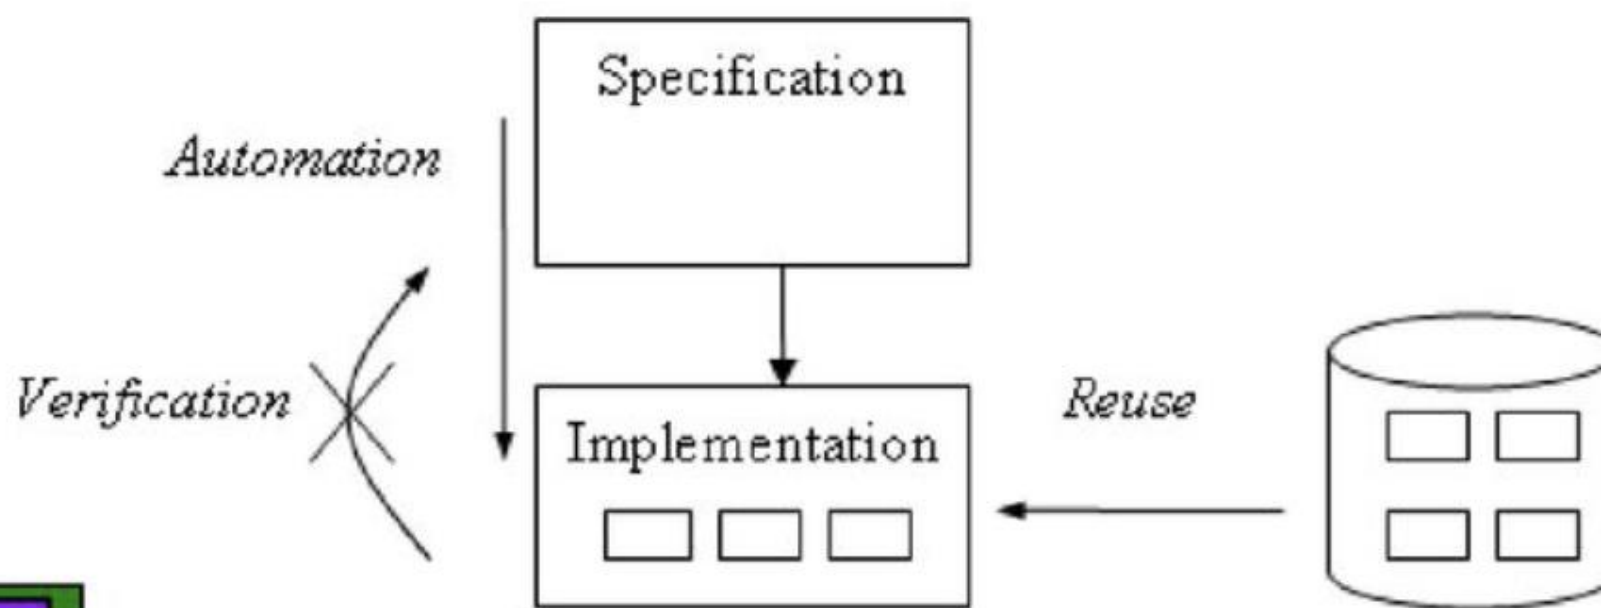 Specification
Automation
Verification
Implementation
Reuse